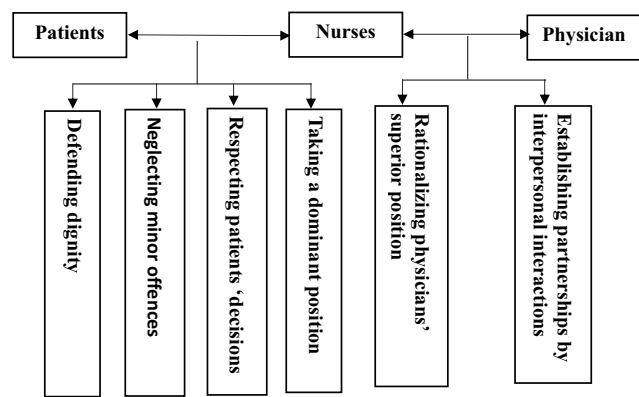 Patients
Nurses
Physician
Defending dignity
Neglecting minor offences
Respecting patients ‘decisions
Taking a dominant position
Rationalizing physicians’
superior position
Establishing partnerships by
interpersonal interactions